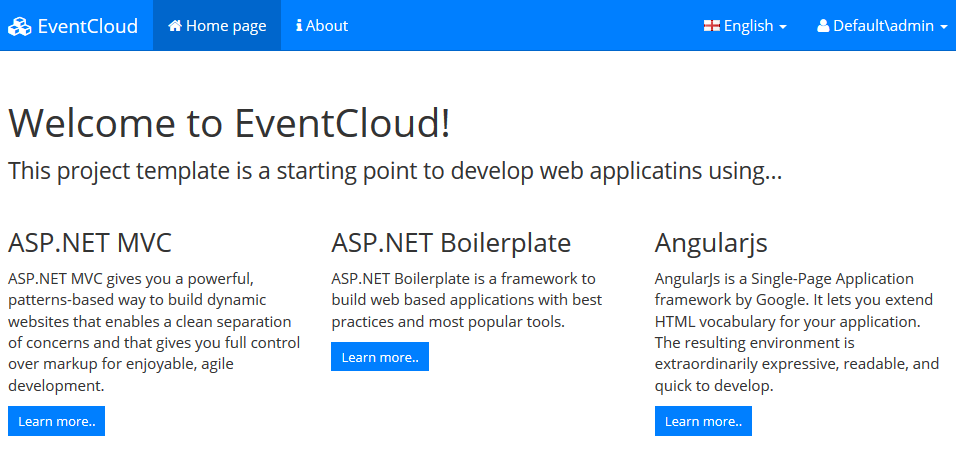 EventCloud Home page About English Default\admin
Welcome to EventCloud!
This project template is a starting point to develop web applicatins using...
ASP.NET MVC
ASP.NET MVC gives you a powerful,
patterns-based way to build dynamic
websites that enables a clean separation
of concerns and that gives you full control
over markup for enjoyable, agile
development.
Learn more..
ASP.NET Boilerplate
ASP.NET Boilerplate is a framework to
build web based applications with best
practices and most popular tools.
Learn more..
Angularjs
AngularJs is a Single-Page Application
framework by Google. It lets you extend
HTML vocabulary for your application.
The resulting environment is
extraordinarily expressive, readable, and
quick to develop.
Learn more..